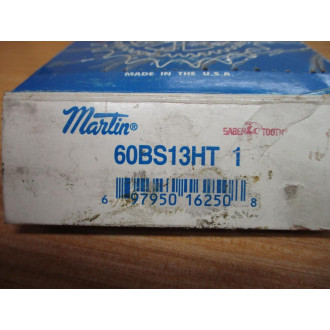 MADE IN THE U.S.A.
Martin®
SABER TOOTH
60BS13HT 1
6 97950 16250 8